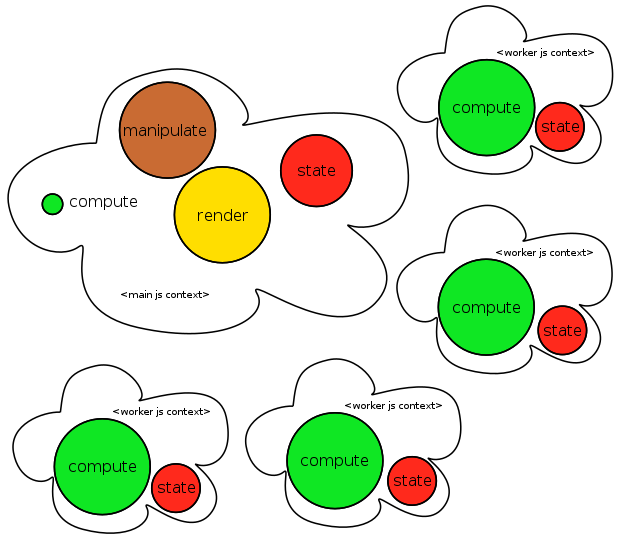 manipulate
state
compute
render
<main js context>
<worker js context>
compute
state
<worker js context>
compute
state
<worker js context>
compute
state
<worker js context>
compute
state